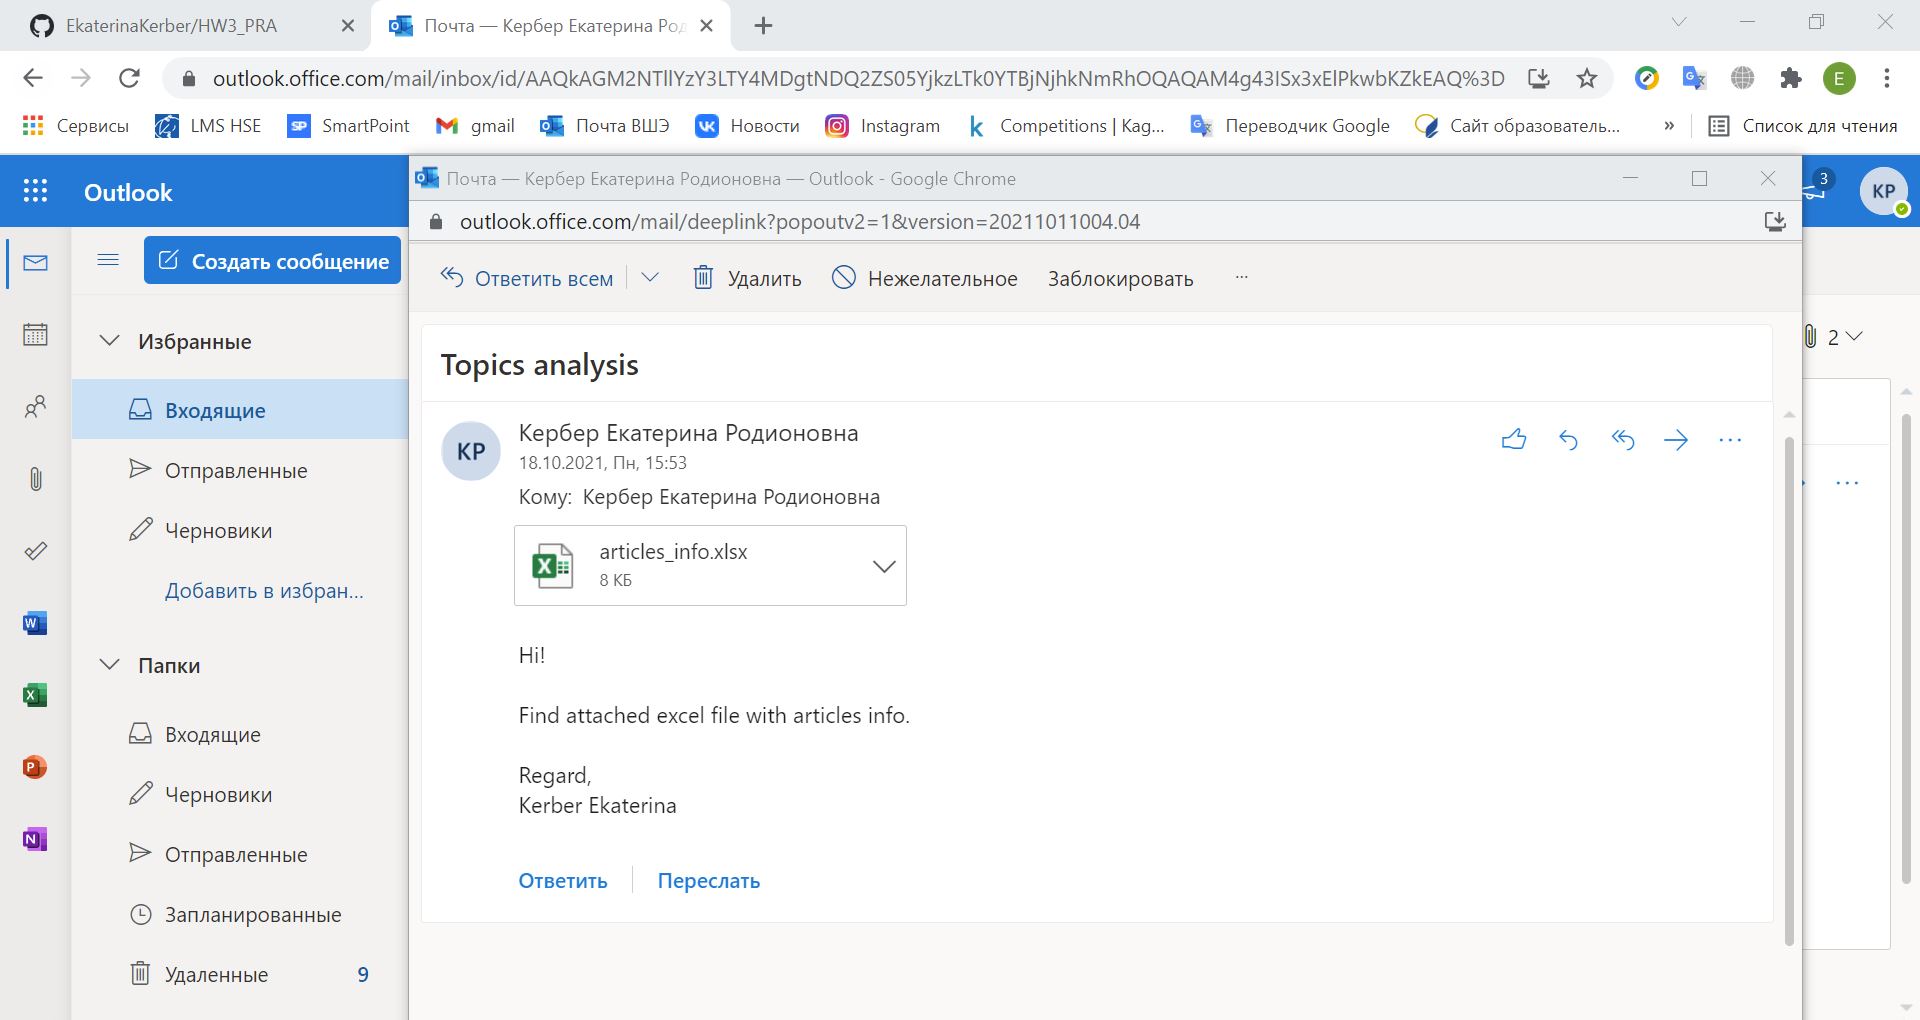 EkaterinaKerber/HW3_PRA
Почта — Кербер Екатерина Род
outlook.office.com/mail/inbox/id/AAQkAGM2NTllYzY3LTY4MDgtNDQ2ZS05YjkzLTk0YTBjNjhkNmRhOQAQAM4g43ISx3xElPkwbKZkEAQ%3D
E
Сервисы
LMS HSE
SP SmartPoint
gmail
Почта ВШЭ
Новости
Instagram
Competitions | Kag...
Переводчик Google
Сайт образователь...
»
Список для чтения
Outlook
Почта — Кербер Екатерина Родионовна — Outlook - Google Chrome
3
КР
outlook.office.com/mail/deeplink?popoutv2=1&version=20211011004.04
Создать сообщение
Ответить всем
Удалить
Нежелательное
Заблокировать
...
Избранные
Входящие
Отправленные
Черновики
Добавить в избран...
Папки
Входящие
Черновики
Отправленные
Запланированные
Удаленные 9
2
Topics analysis
КР
Кербер Екатерина Родионовна
18.10.2021, Пн, 15:53
Кому: Кербер Екатерина Родионовна
articles_info.xlsx
8 КБ
Hi!
Find attached excel file with articles info.
Regard,
Kerber Ekaterina
Ответить
Переслать